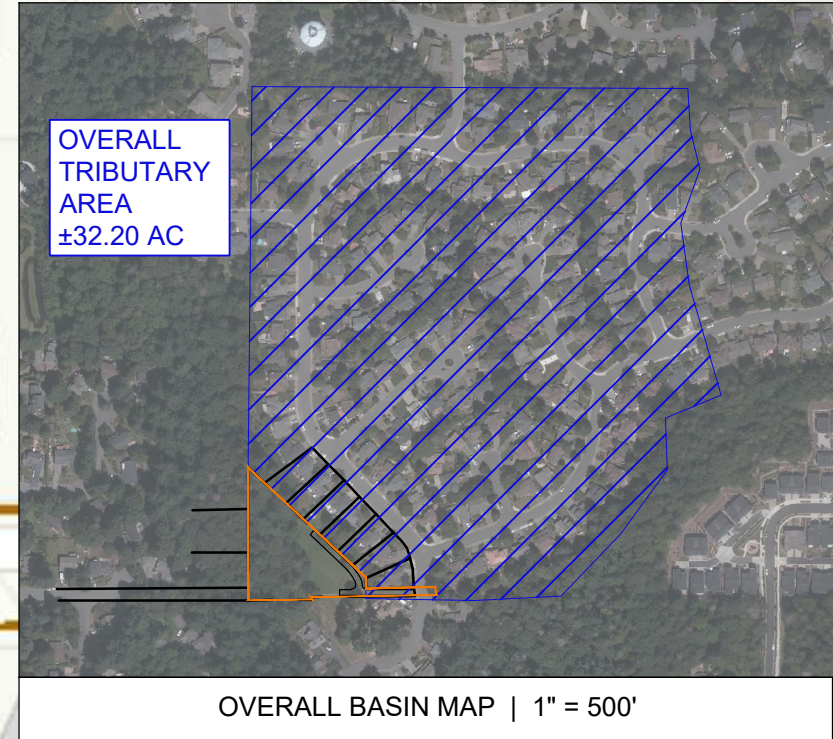 OVERALL
TRIBUTARY
AREA
±32.20 AC
OVERALL BASIN MAP | 1" = 500'